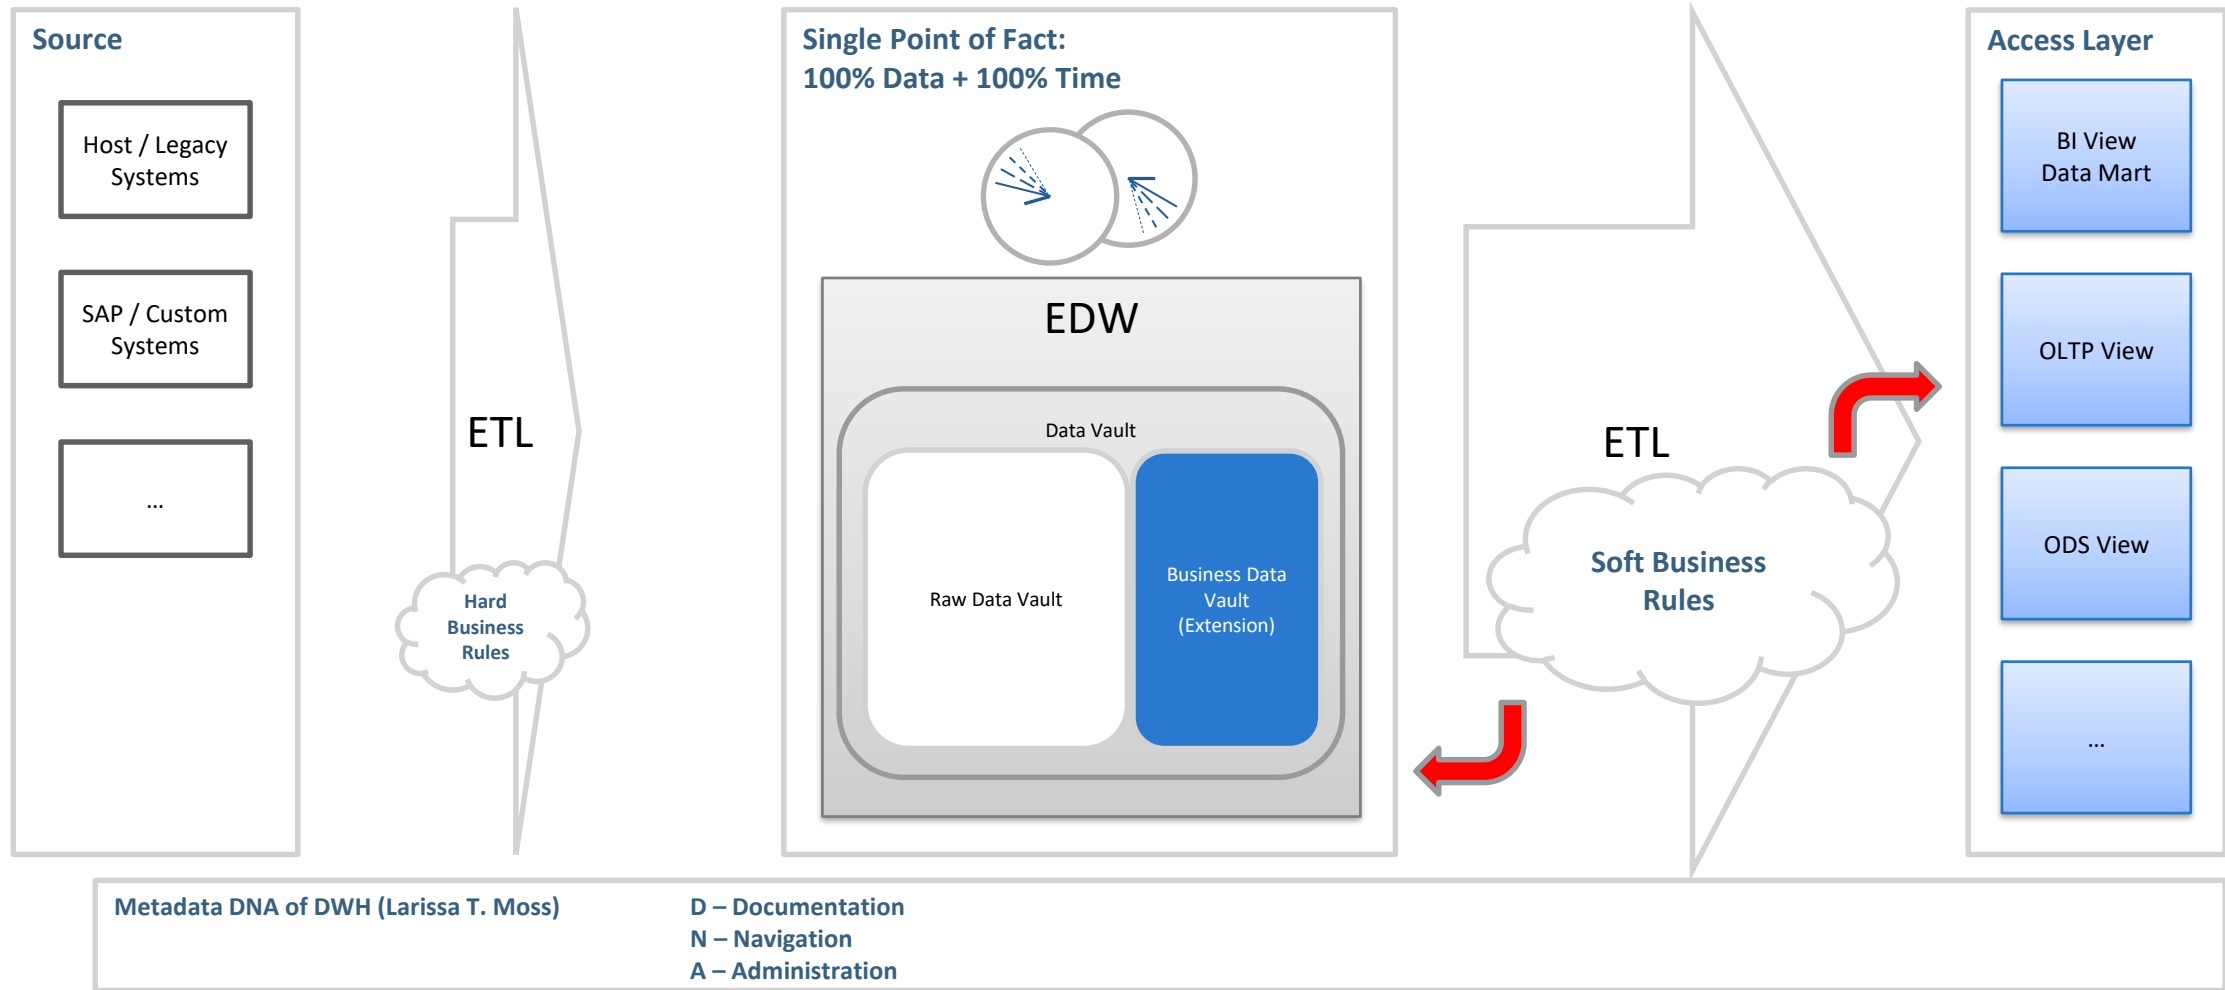 Source
Host / Legacy
Systems
SAP / Custom
Systems
...
ETL
Hard
Business
Rules
Single Point of Fact:
100% Data + 100% Time
EDW
Data Vault
Raw Data Vault
Business Data
Vault
(Extension)
ETL
Soft Business
Rules
Access Layer
BI View
Data Mart
OLTP View
ODS View
...
Metadata DNA of DWH (Larissa T. Moss)
D – Documentation
N – Navigation
A – Administration